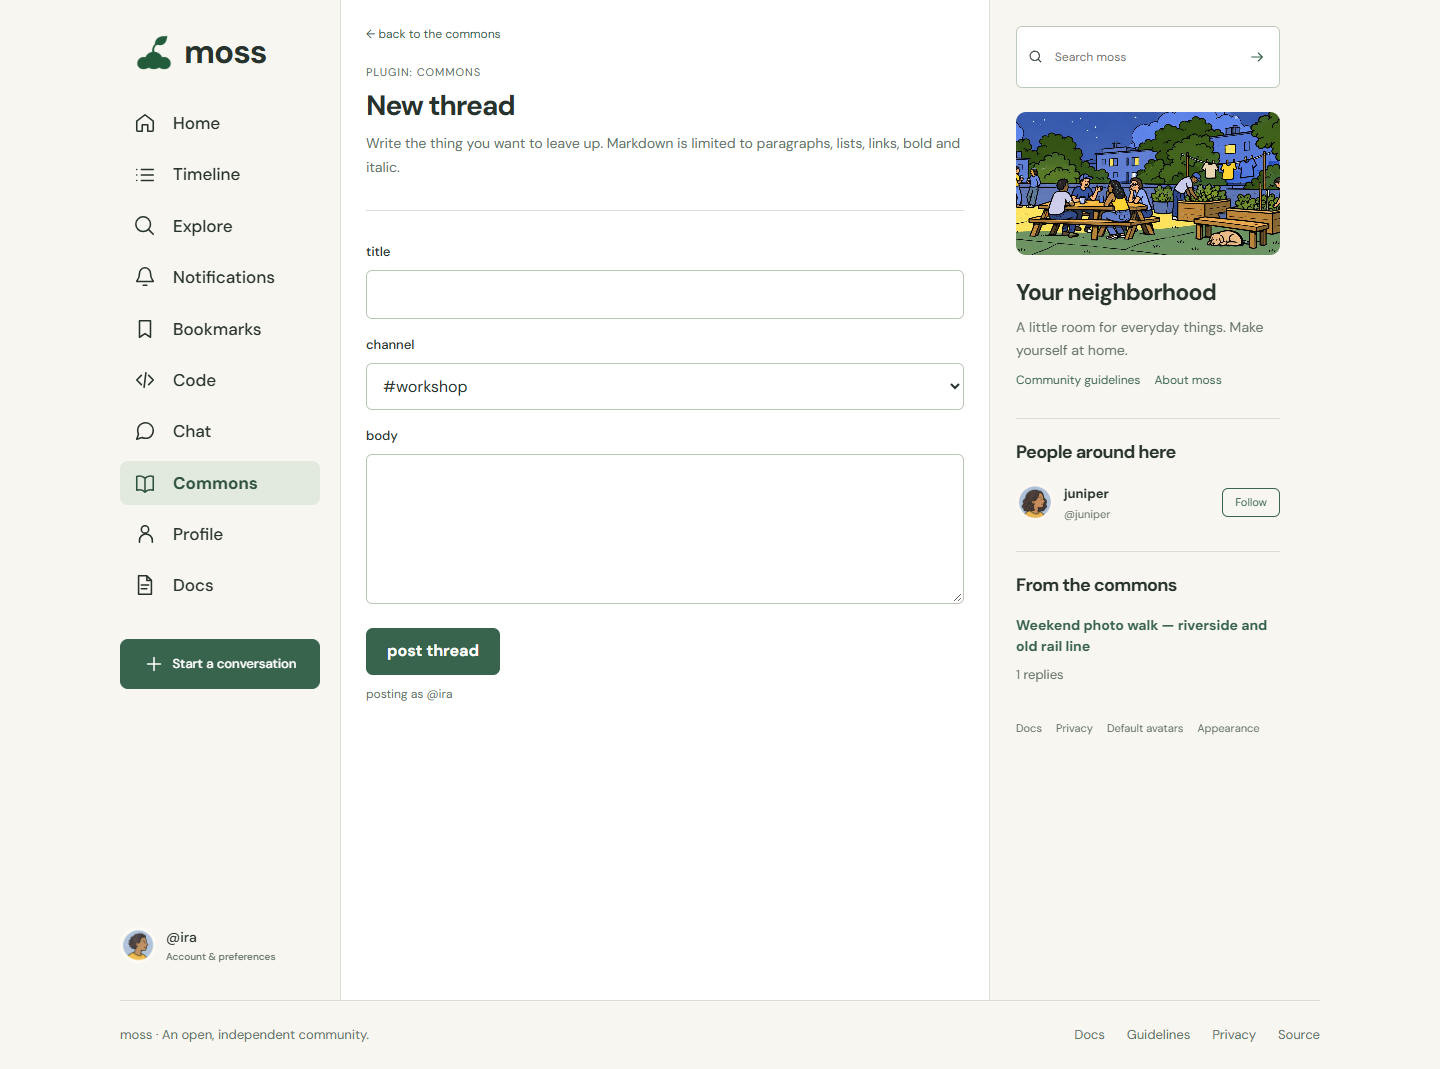 moss
Home
Timeline
Explore
Notifications
Bookmarks
Code
Chat
Commons
Profile
Docs
Start a conversation
@ira
Account & preferences
← back to the commons
PLUGIN: COMMONS
New thread
Write the thing you want to leave up. Markdown is limited to paragraphs, lists, links, bold and
italic.
title
channel
#workshop
body
post thread
posting as @ira
Search moss
Your neighborhood
A little room for everyday things. Make
yourself at home.
Community guidelines About moss
People around here
juniper
@juniper
Follow
From the commons
Weekend photo walk — riverside and
old rail line
1 replies
Docs Privacy Default avatars Appearance
moss · An open, independent community.
Docs Guidelines Privacy Source